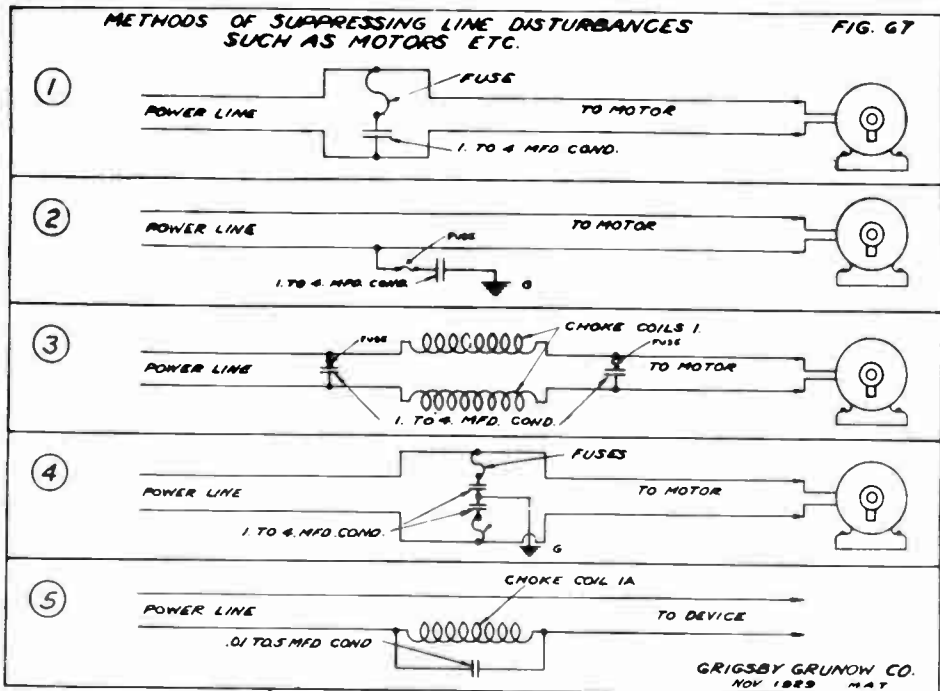 METHODS OF SUPPRESSING LINE DISTURBANCES
SUCH AS MOTORS ETC.
FIG. 67
1
FUSE
POWER LINE
TO MOTOR
1. TO 4 MFD COND.
2
POWER LINE
TO MOTOR
FUSE
1. TO 4. MFD. COND.
G
3
CHOKE COILS 1.
FUSE
FUSE
POWER LINE
TO MOTOR
1. TO 4. MFD. COND.
4
FUSES
POWER LINE
TO MOTOR
1. TO 4. MFD. COND.
G
5
CHOKE COIL 1A
POWER LINE
TO DEVICE
.01 TO.5 MFD COND
GRIGSBY GRUNOW CO.
NOV 1929 M.A.T